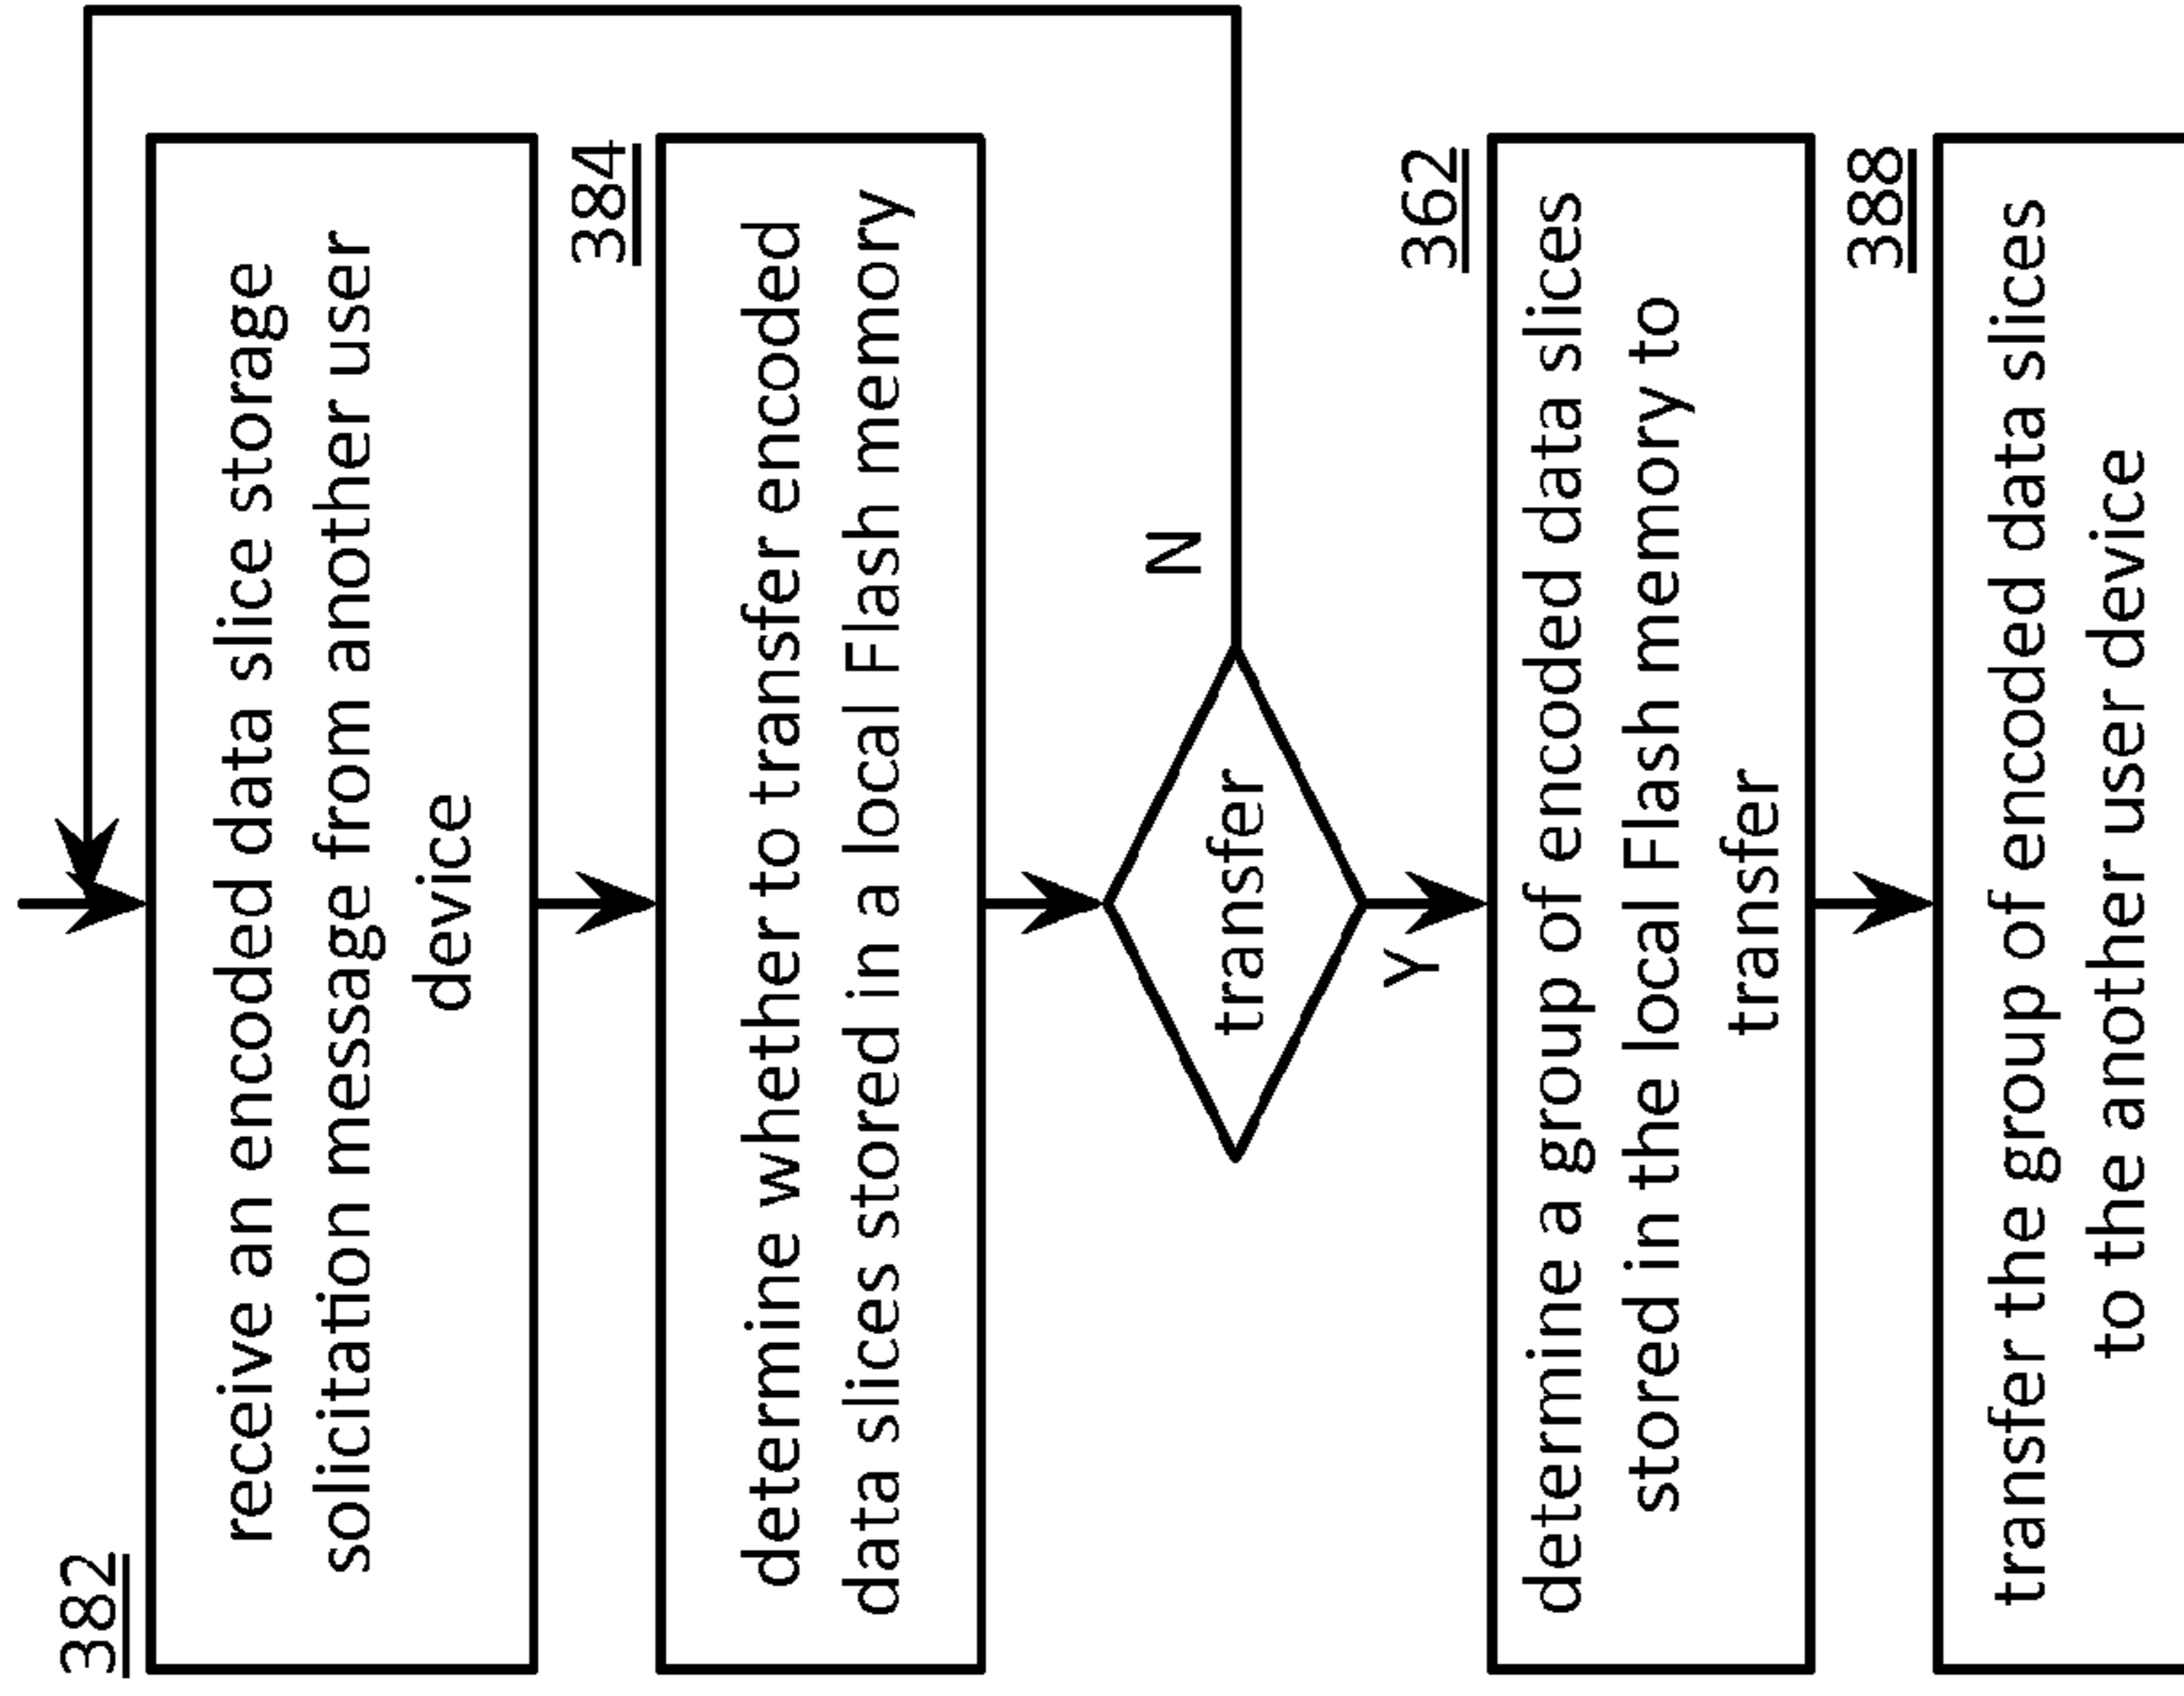 382
receive an encoded data slice storage
solicitation message from another user
device
384
determine whether to transfer encoded
data slices stored in a local Flash memory
transfer
N
Y
362
determine a group of encoded data slices
stored in the local Flash memory to
transfer
388
transfer the group of encoded data slices
to the another user device